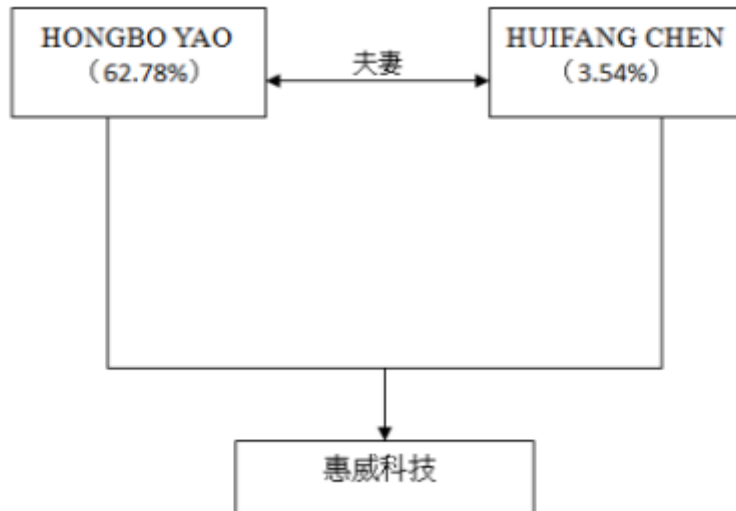 HONGBO YAO
（62.78%）
夫妻
HUIFANG CHEN
（3.54%）
惠威科技